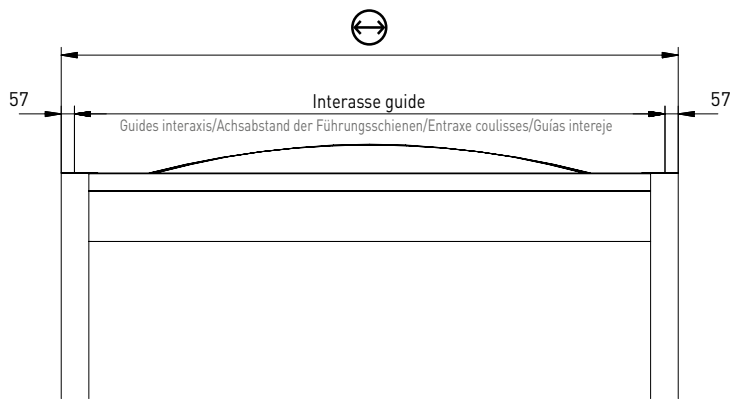 57
Interasse guide
57
Guides interaxis/Achsabstand der Führungsschienen/Entraxe coulisses/Guías intereje